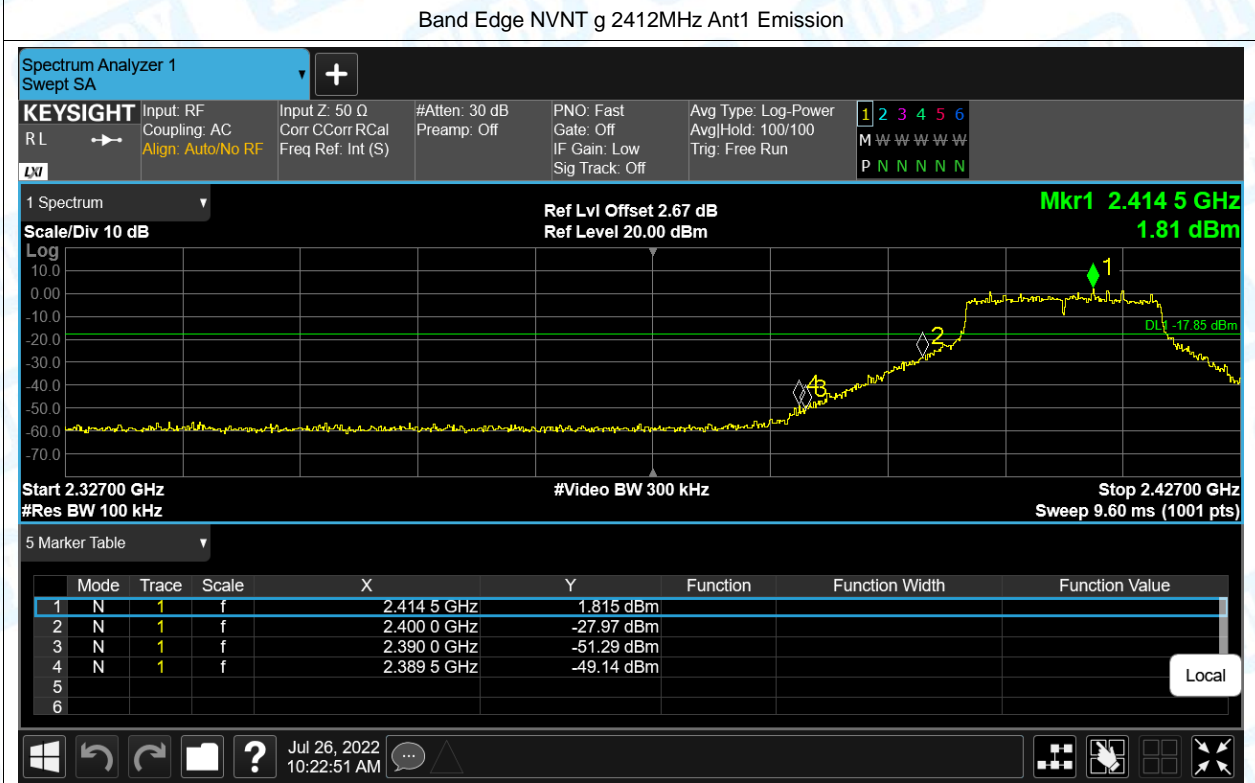 Band Edge NVNT g 2412MHz Ant1 Emission
Spectrum Analyzer 1
Swept SA
+
KEYSIGHT
R L
LXI
Input: RF
Coupling: AC
Align: Auto/No RF
Input Z: 50 Ω
Corr CCorr RCal
Freq Ref: Int (S)
#Atten: 30 dB
Preamp: Off
PNO: Fast
Gate: Off
IF Gain: Low
Sig Track: Off
Avg Type: Log-Power
Avg|Hold: 100/100
Trig: Free Run
1 2 3 4 5 6
M W W W W W
P N N N N N
1 Spectrum
Scale/Div 10 dB
Log
Ref Lvl Offset 2.67 dB
Ref Level 20.00 dBm
Mkr1 2.414 5 GHz
1.81 dBm
10.0
0.00
-10.0
-20.0
-30.0
-40.0
-50.0
-60.0
-70.0
1
2
4
3
DL1 -17.85 dBm
Start 2.32700 GHz
#Res BW 100 kHz
#Video BW 300 kHz
Stop 2.42700 GHz
Sweep 9.60 ms (1001 pts)
5 Marker Table
Mode Trace Scale X Y Function Function Width Function Value
1 N 1 f 2.414 5 GHz 1.815 dBm
2 N 1 f 2.400 0 GHz -27.97 dBm
3 N 1 f 2.390 0 GHz -51.29 dBm
4 N 1 f 2.389 5 GHz -49.14 dBm
5
6
Local
?
Jul 26, 2022
10:22:51 AM